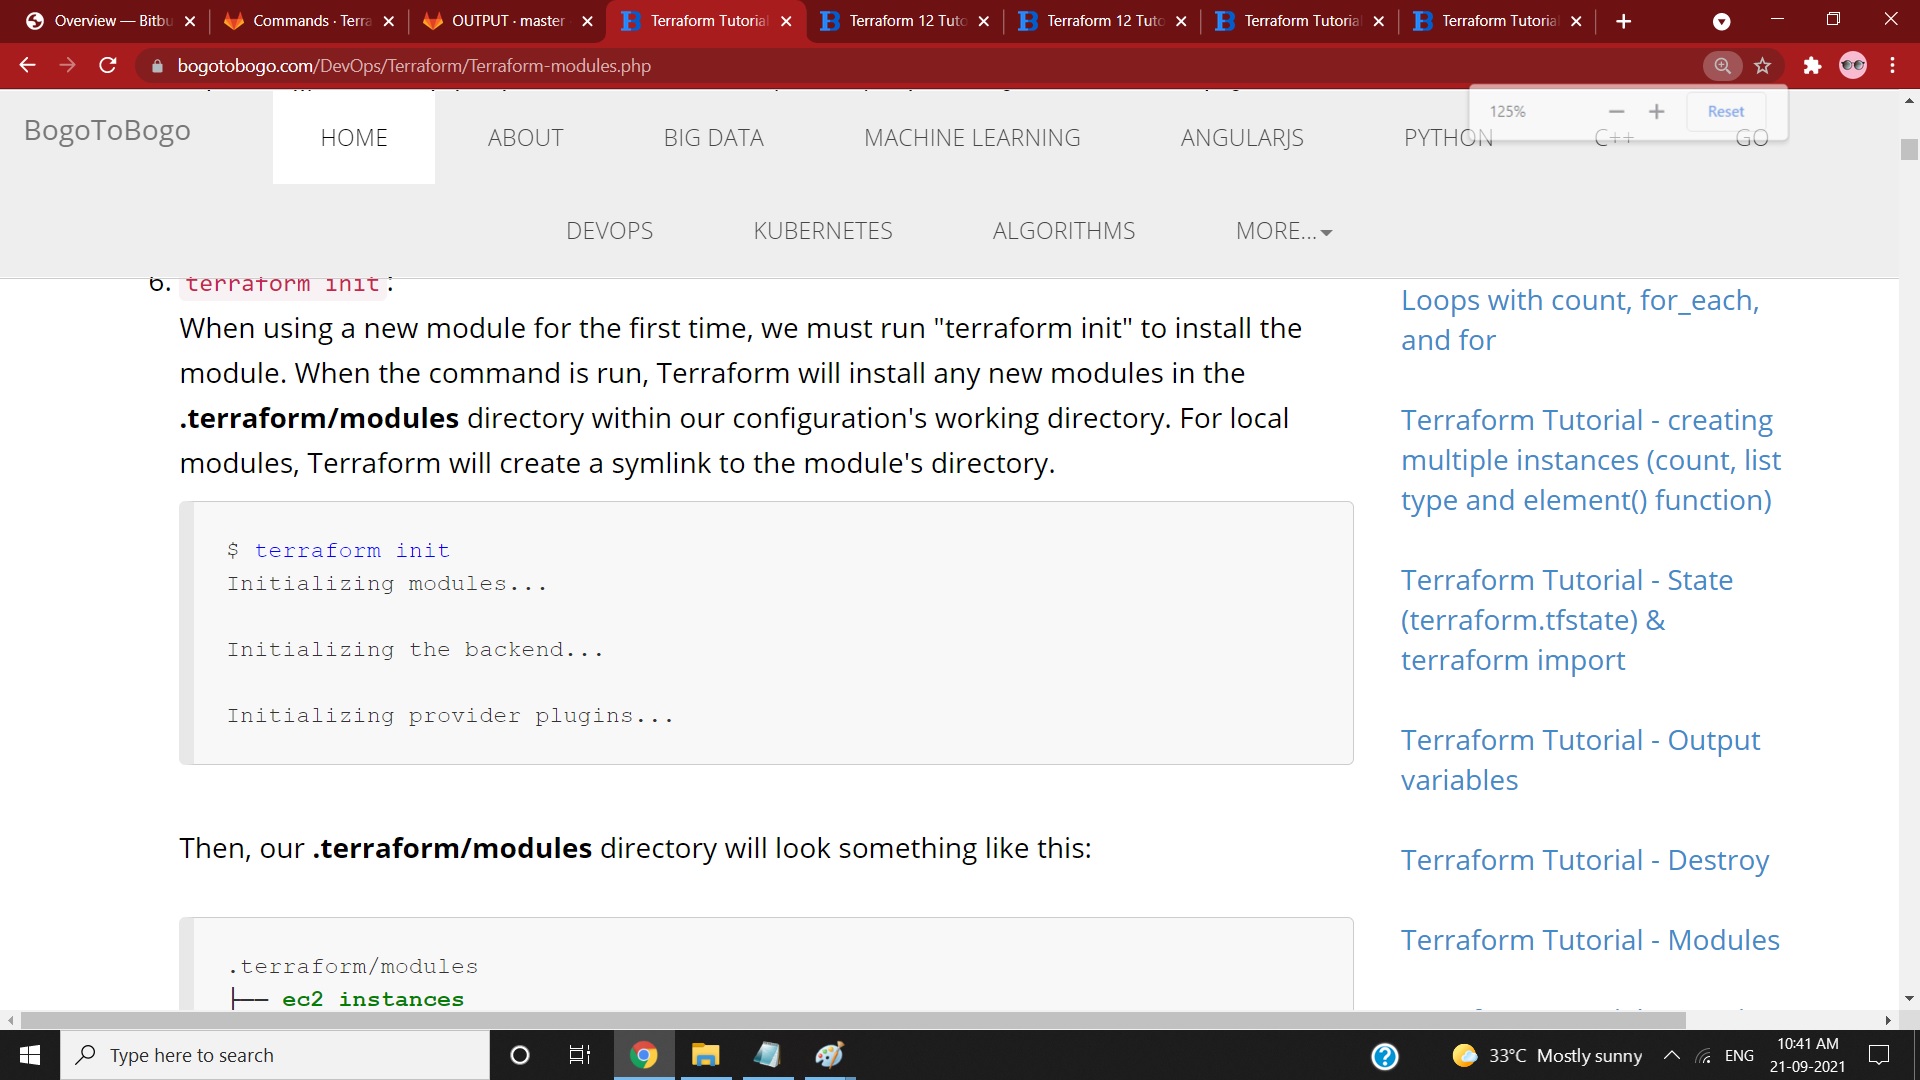 Overview — Bitbu
Commands · Terra
OUTPUT · master
Terraform Tutorial
Terraform 12 Tuto
Terraform 12 Tuto
Terraform Tutorial
Terraform Tutorial
bogotobogo.com/DevOps/Terraform/Terraform-modules.php
125%
Reset
BogoToBogo
HOME
ABOUT
BIG DATA
MACHINE LEARNING
ANGULARJS
PYTHON
C++
GO
DEVOPS
KUBERNETES
ALGORITHMS
MORE...
6. terraform init:
When using a new module for the first time, we must run "terraform init" to install the
module. When the command is run, Terraform will install any new modules in the
.terraform/modules directory within our configuration's working directory. For local
modules, Terraform will create a symlink to the module's directory.
$ terraform init
Initializing modules...
Initializing the backend...
Initializing provider plugins...
Then, our .terraform/modules directory will look something like this:
.terraform/modules
├── ec2 instances
Loops with count, for_each,
and for
Terraform Tutorial - creating
multiple instances (count, list
type and element() function)
Terraform Tutorial - State
(terraform.tfstate) &
terraform import
Terraform Tutorial - Output
variables
Terraform Tutorial - Destroy
Terraform Tutorial - Modules
Type here to search
33°C Mostly sunny
ENG
10:41 AM
21-09-2021